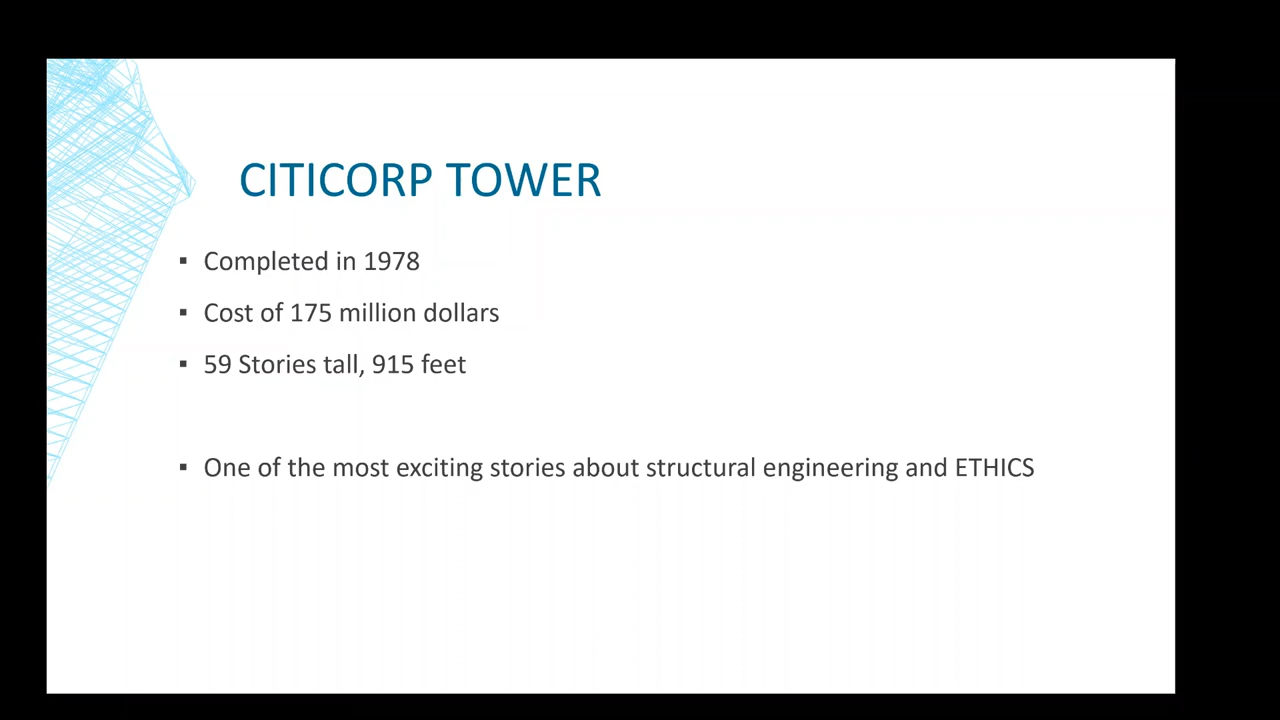 CITICORP TOWER
▪ Completed in 1978
▪ Cost of 175 million dollars
▪ 59 Stories tall, 915 feet
▪ One of the most exciting stories about structural engineering and ETHICS